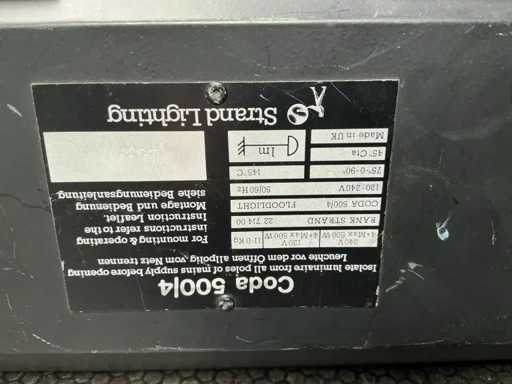 Coda 500/4
Isolate luminaire from all poles of mains supply before opening
Leuchte vor dem Öffnen allpolig vom Netz trennen
240V 120V
4×Max 500W 4×Max 500W 11·0 Kg
RANK STRAND 22 714 00
CODA 500/4 FLOODLIGHT
120-240V 50/60Hz
75°-0-90° 145°C
45°Cta 1m
Made in UK
For mounting & operating
instructions refer to the
Instruction Leaflet.
Montage und Bedienung
siehe Bedienungsanleitung.
Strand Lighting